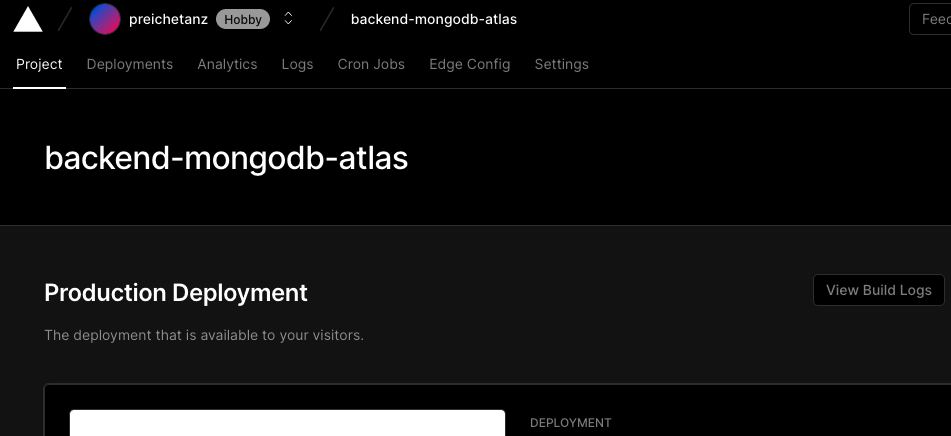 preichetanz Hobby backend-mongodb-atlas
Project Deployments Analytics Logs Cron Jobs Edge Config Settings
backend-mongodb-atlas
Production Deployment
View Build Logs
The deployment that is available to your visitors.
DEPLOYMENT